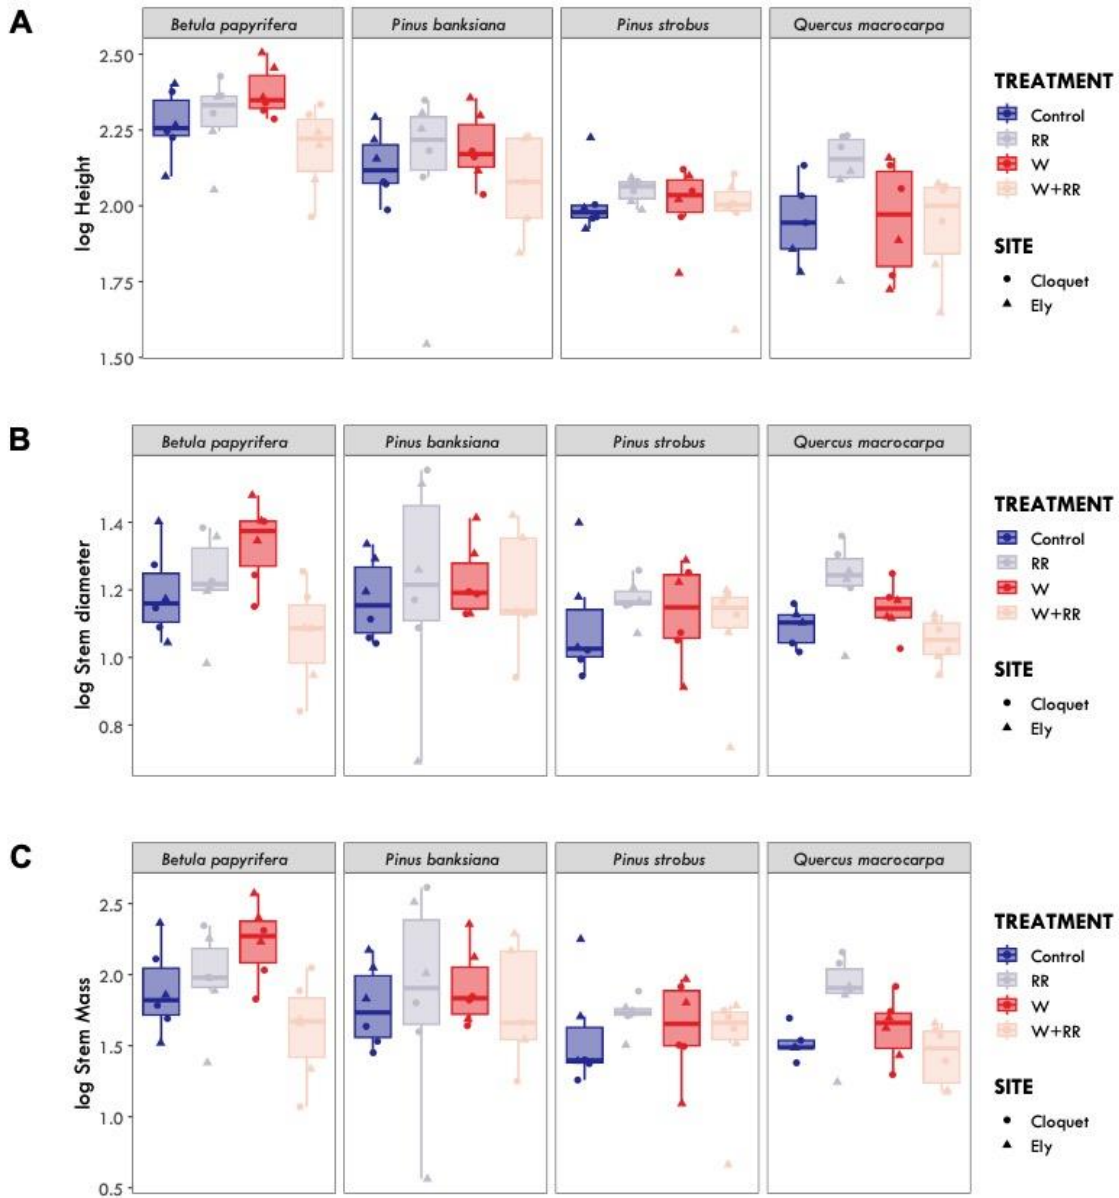 A
Betula papyrifera Pinus banksiana Pinus strobus Quercus macrocarpa
log Height
2.50
2.25
2.00
1.75
1.50
TREATMENT
Control
RR
W
W+RR
SITE
Cloquet
Ely
B
Betula papyrifera Pinus banksiana Pinus strobus Quercus macrocarpa
log Stem diameter
1.4
1.2
1.0
0.8
TREATMENT
Control
RR
W
W+RR
SITE
Cloquet
Ely
C
Betula papyrifera Pinus banksiana Pinus strobus Quercus macrocarpa
log Stem Mass
2.5
2.0
1.5
1.0
0.5
TREATMENT
Control
RR
W
W+RR
SITE
Cloquet
Ely